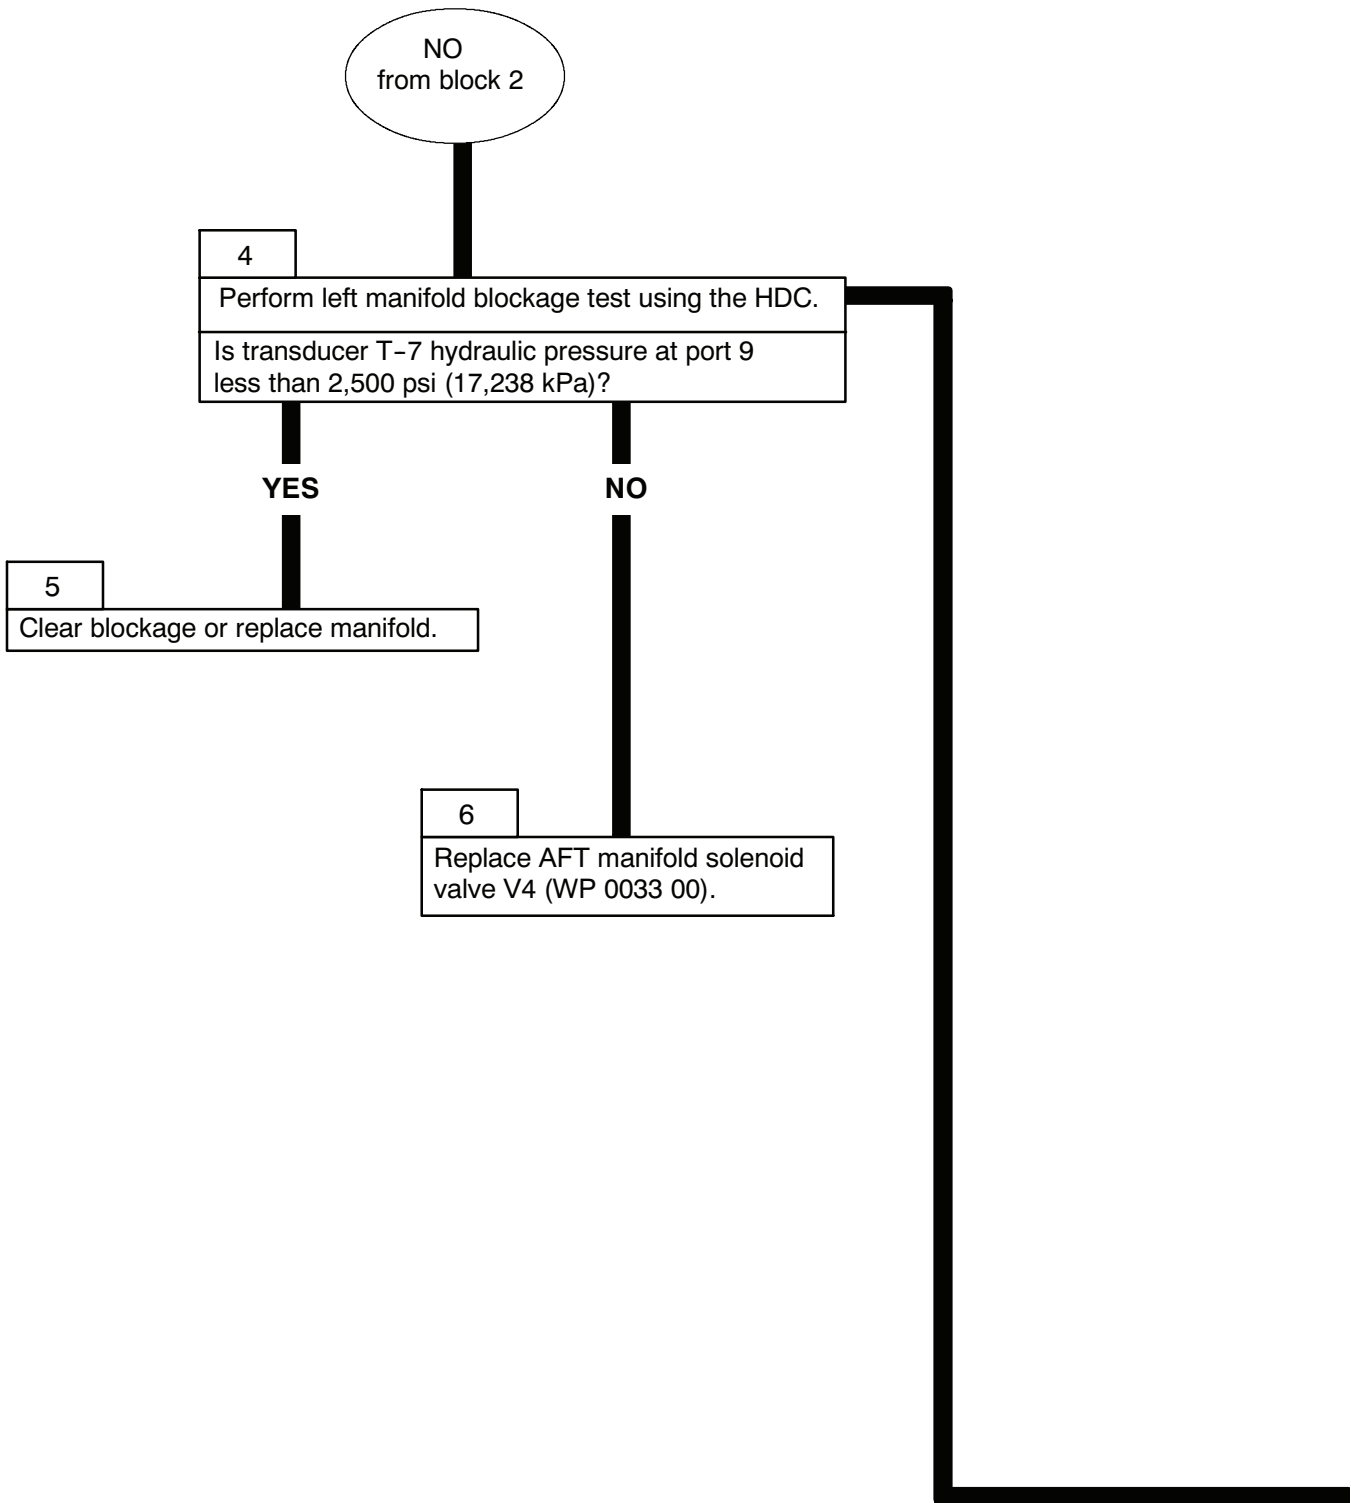 NO
from block 2
4
Perform left manifold blockage test using the HDC.
Is transducer T-7 hydraulic pressure at port 9
less than 2,500 psi (17,238 kPa)?
YES
NO
5
Clear blockage or replace manifold.
6
Replace AFT manifold solenoid
valve V4 (WP 0033 00).